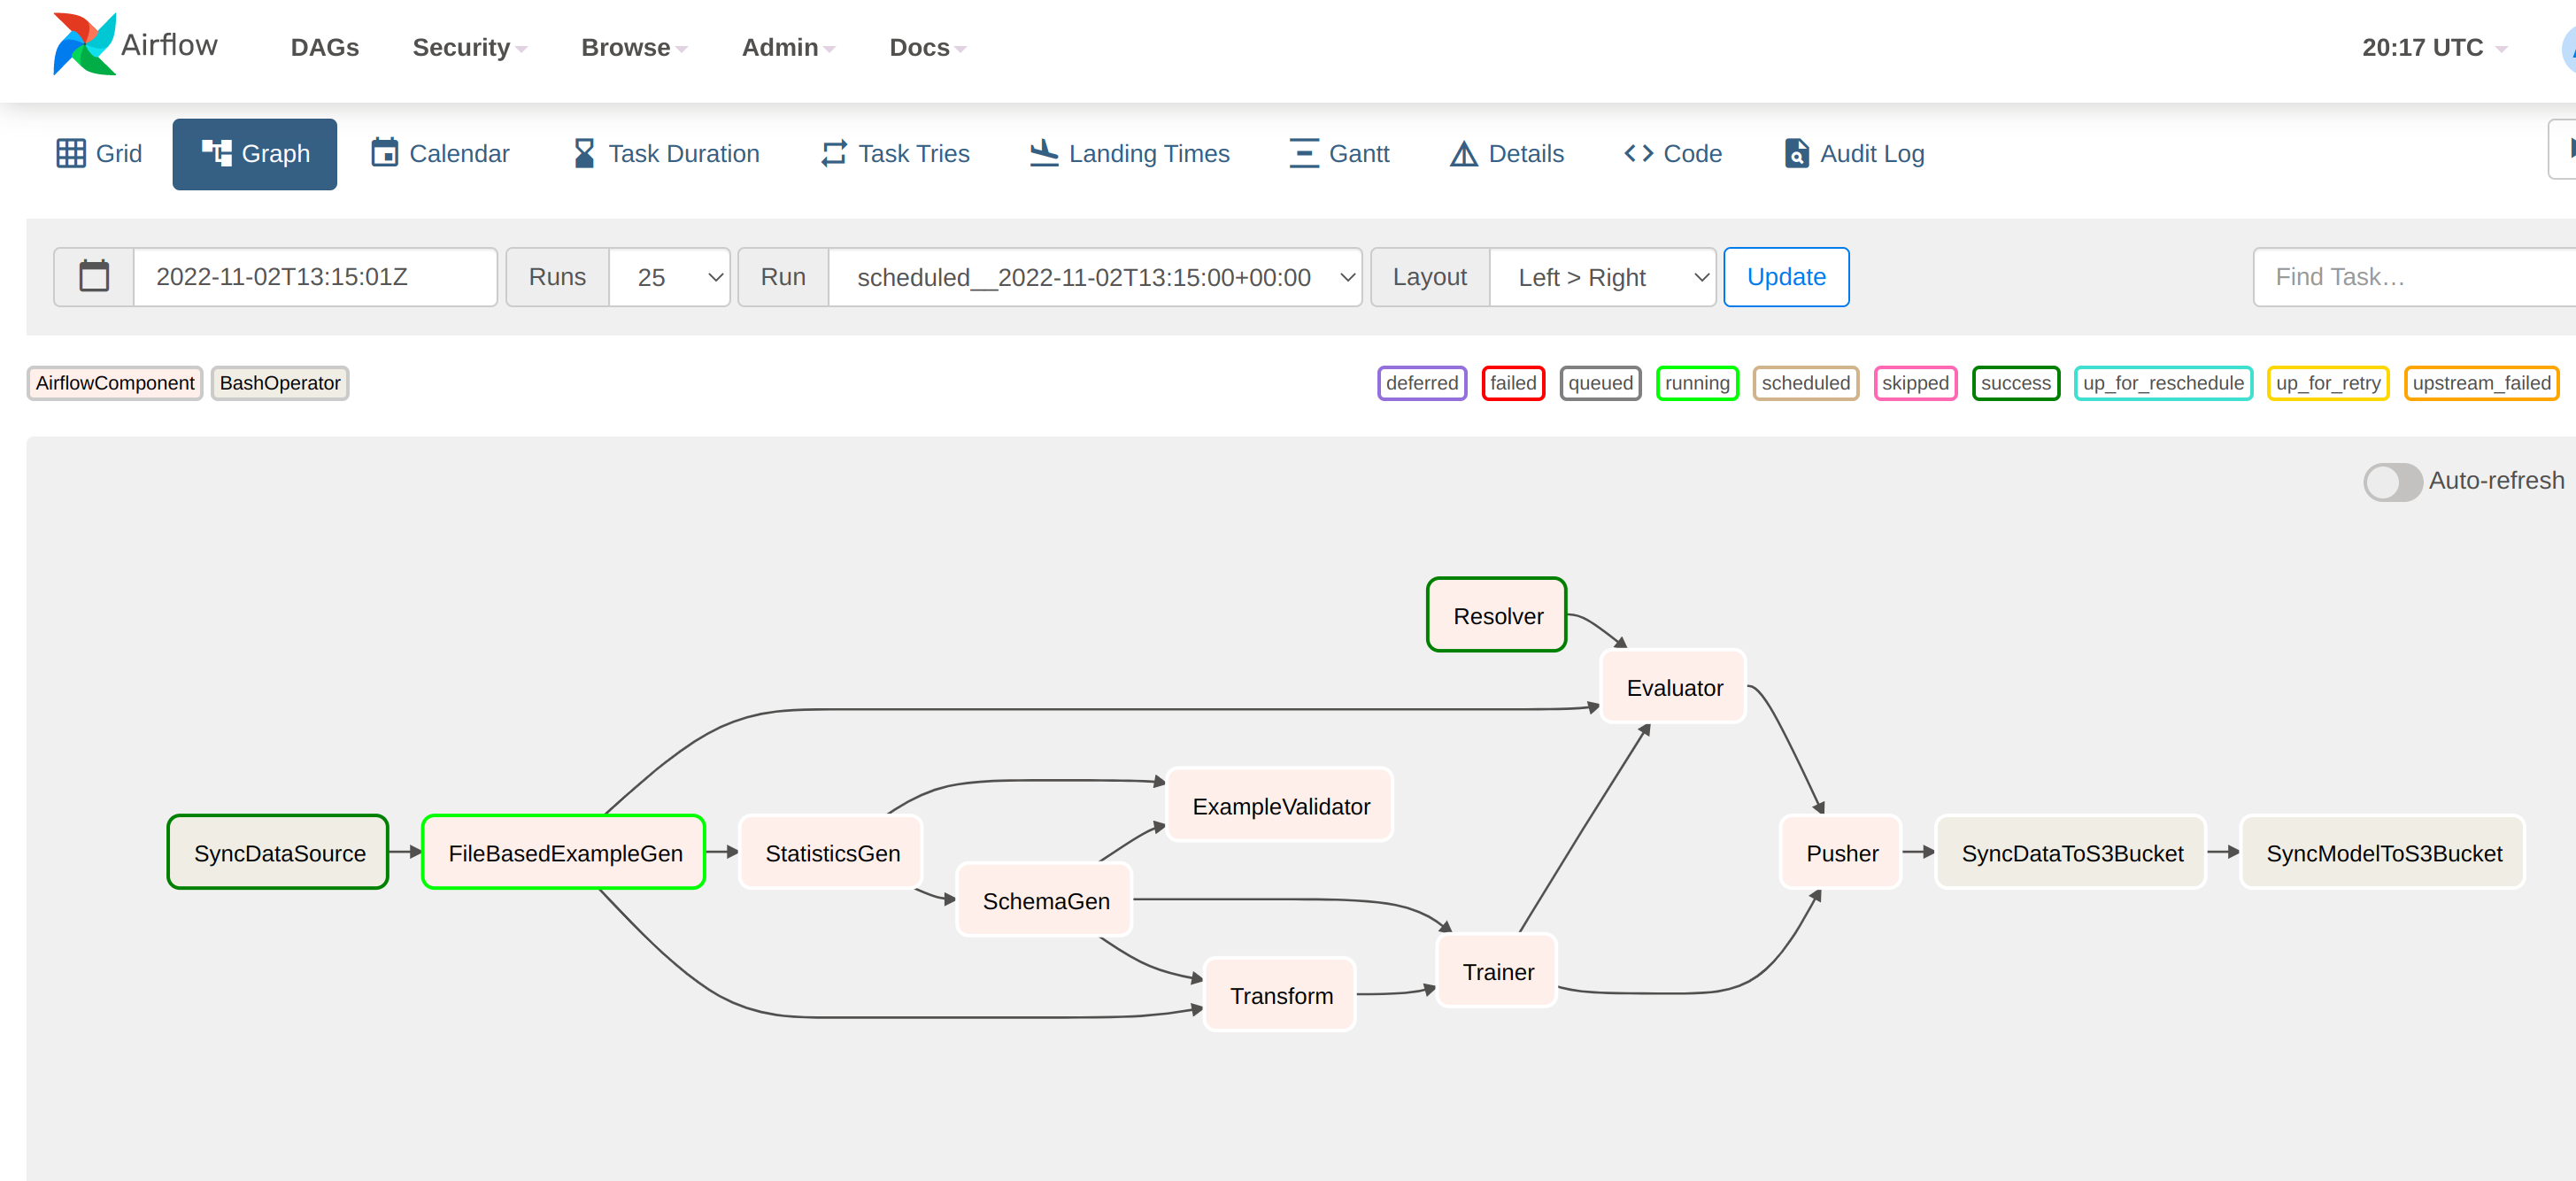 Airflow DAGs Security Browse Admin Docs 20:17 UTC
Grid Graph Calendar Task Duration Task Tries Landing Times Gantt Details Code Audit Log
2022-11-02T13:15:01Z Runs 25 Run scheduled__2022-11-02T13:15:00+00:00 Layout Left > Right Update Find Task…
AirflowComponent BashOperator deferred failed queued running scheduled skipped success up_for_reschedule up_for_retry upstream_failed
Auto-refresh
Resolver
Evaluator
ExampleValidator
SyncDataSource FileBasedExampleGen StatisticsGen Pusher SyncDataToS3Bucket SyncModelToS3Bucket
SchemaGen
Trainer
Transform